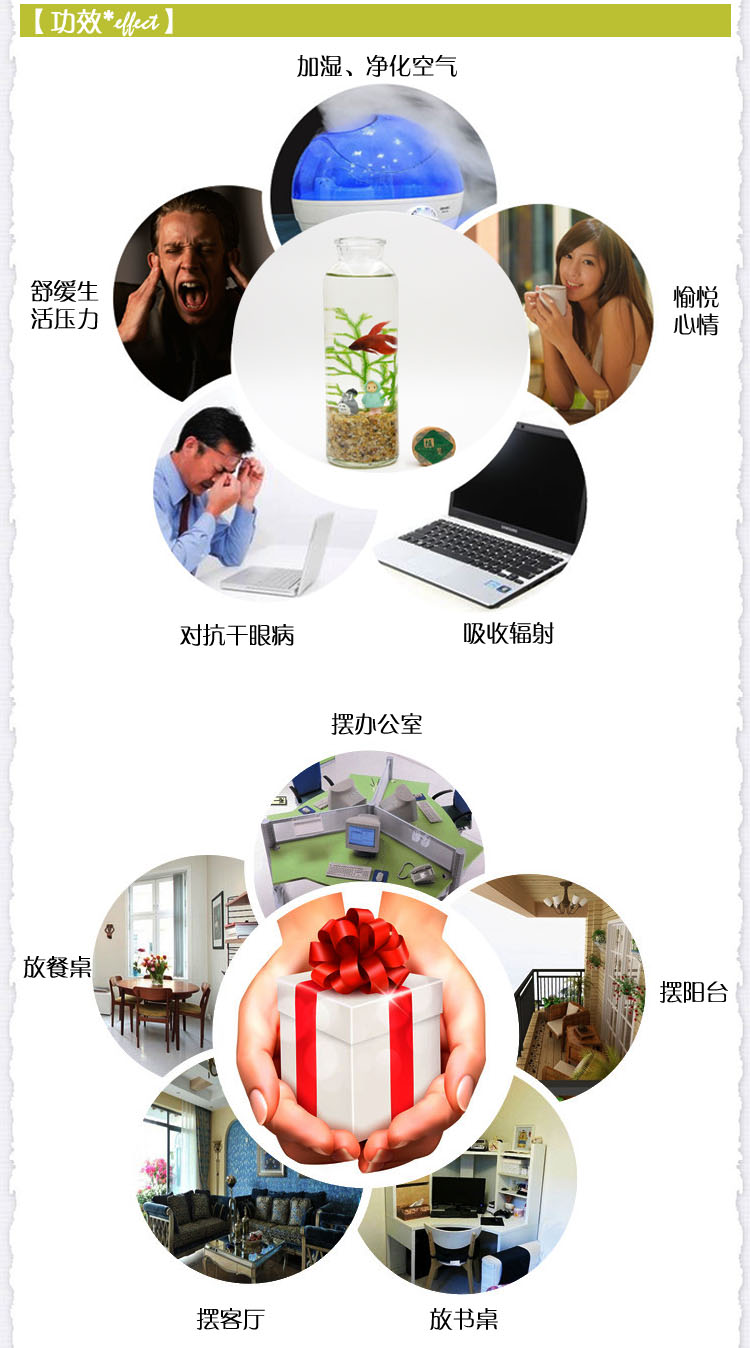 【功效*effect】
加湿、净化空气
舒缓生
活压力
愉悦
心情
对抗干眼病
吸收辐射
摆办公室
放餐桌
摆阳台
摆客厅
放书桌